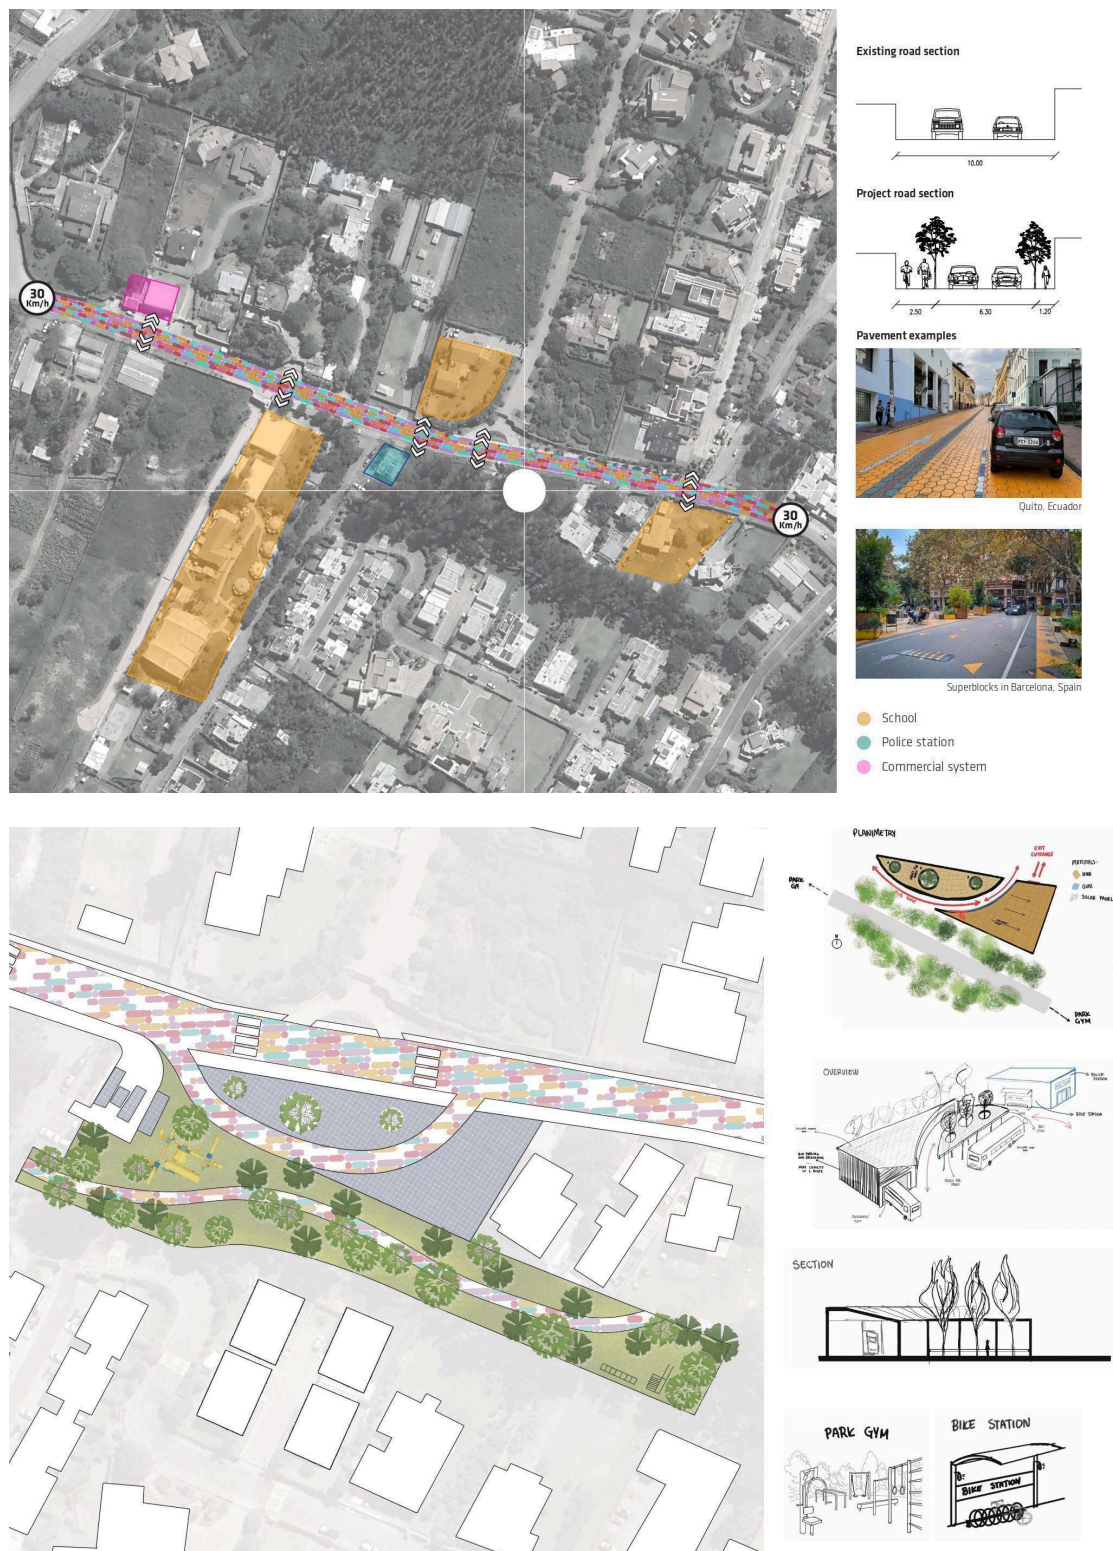 Existing road section
10.00
Project road section
2.50
6.30
1.20
Pavement examples
Quito, Ecuador
Superblocks in Barcelona, Spain
School
Police station
Commercial system
30
Km/h
30
Km/h
PLANIMETRY
EXIT
ENTRANCE
PARK
GYM
MATERIALS:
WOOD
GLASS
SOLAR PANEL
N
PARK
GYM
OVERVIEW
BIKE STATION
SECTION
PARK GYM
BIKE STATION
BIKE STATION